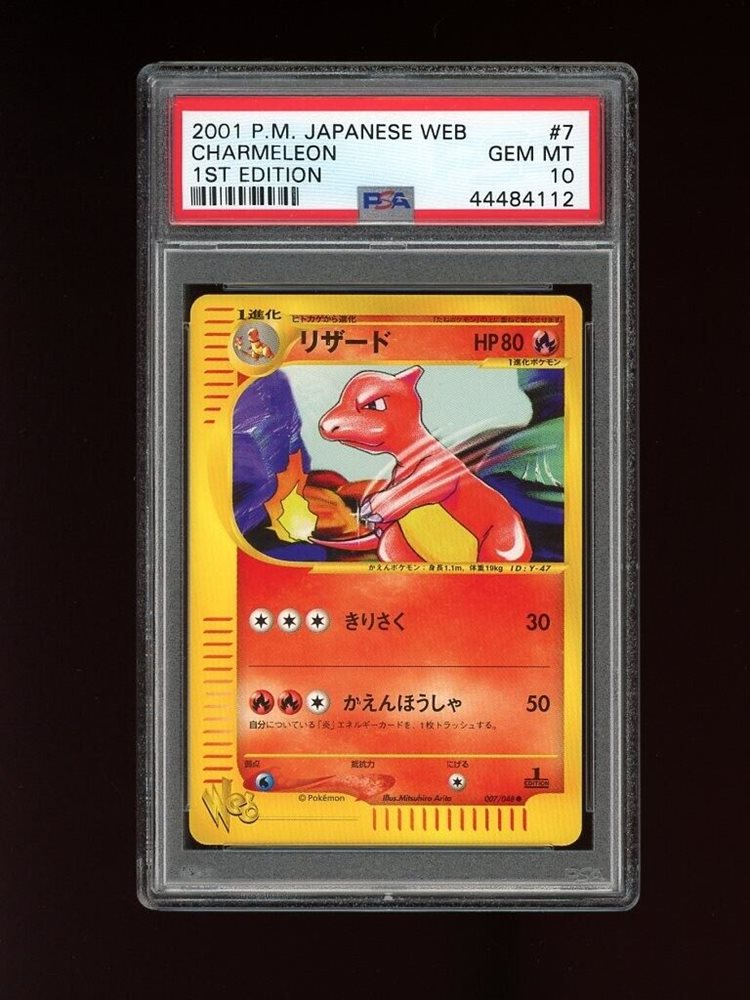 2001 P.M. JAPANESE WEB #7
CHARMELEON GEM MT
1ST EDITION 10
PSA 44484112
1進化 ヒトカゲから進化
リザード HP80
1進化ポケモン
かえんポケモン:身長1.1m、体重19kg ID:Y-47
きりさく 30
かえんほうしゃ 50
自分についている「炎」エネルギーカードを、1枚トラッシュする。
弱点 抵抗力 にげる
1
EDITION
Web ©Pokémon Illus.Mitsuhiro Arita 007/048
PSA